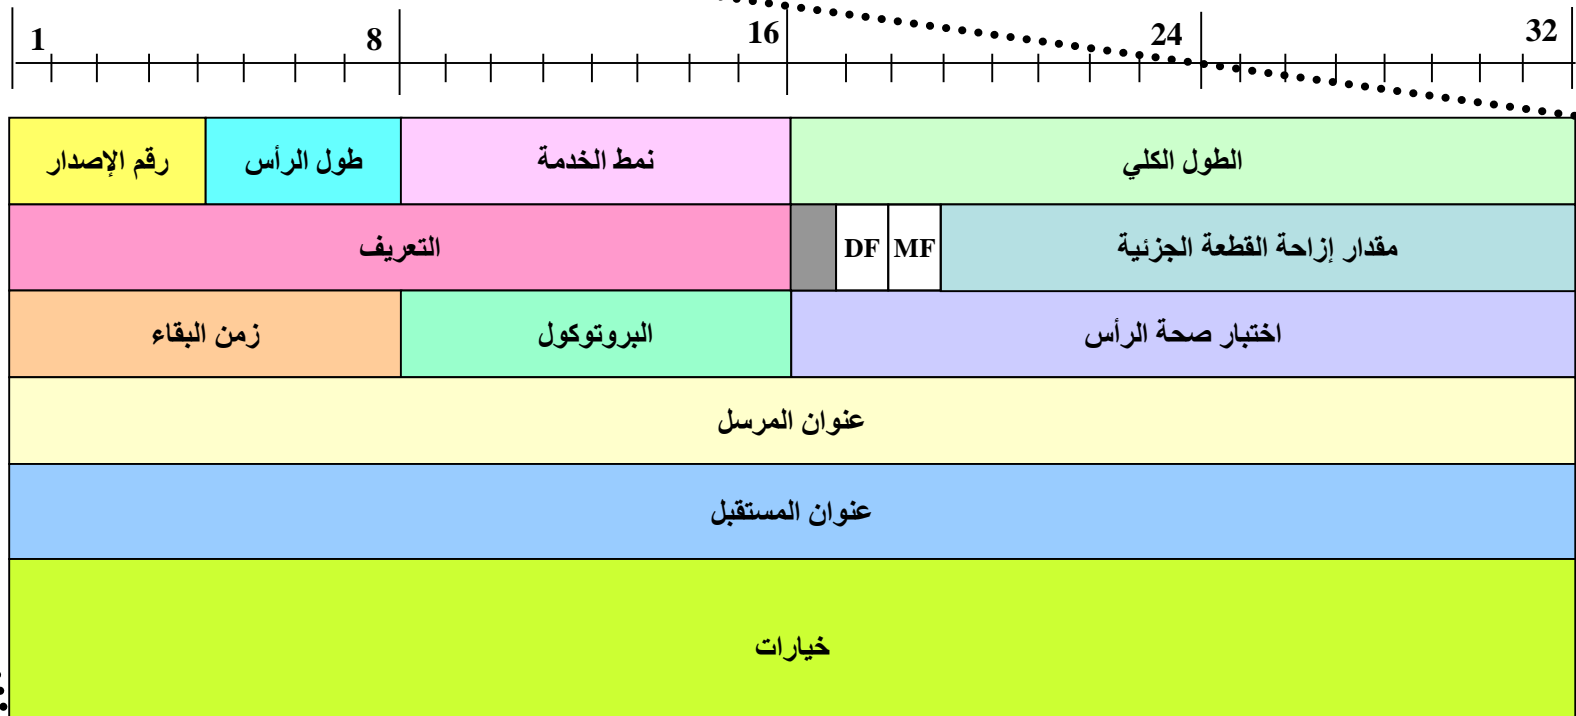 1 8 16 24 32
رقم الإصدار طول الرأس نمط الخدمة الطول الكلي
التعريف DF MF مقدار إزاحة القطعة الجزئية
زمن البقاء البروتوكول اختبار صحة الرأس
عنوان المرسل
عنوان المستقبل
خيارات